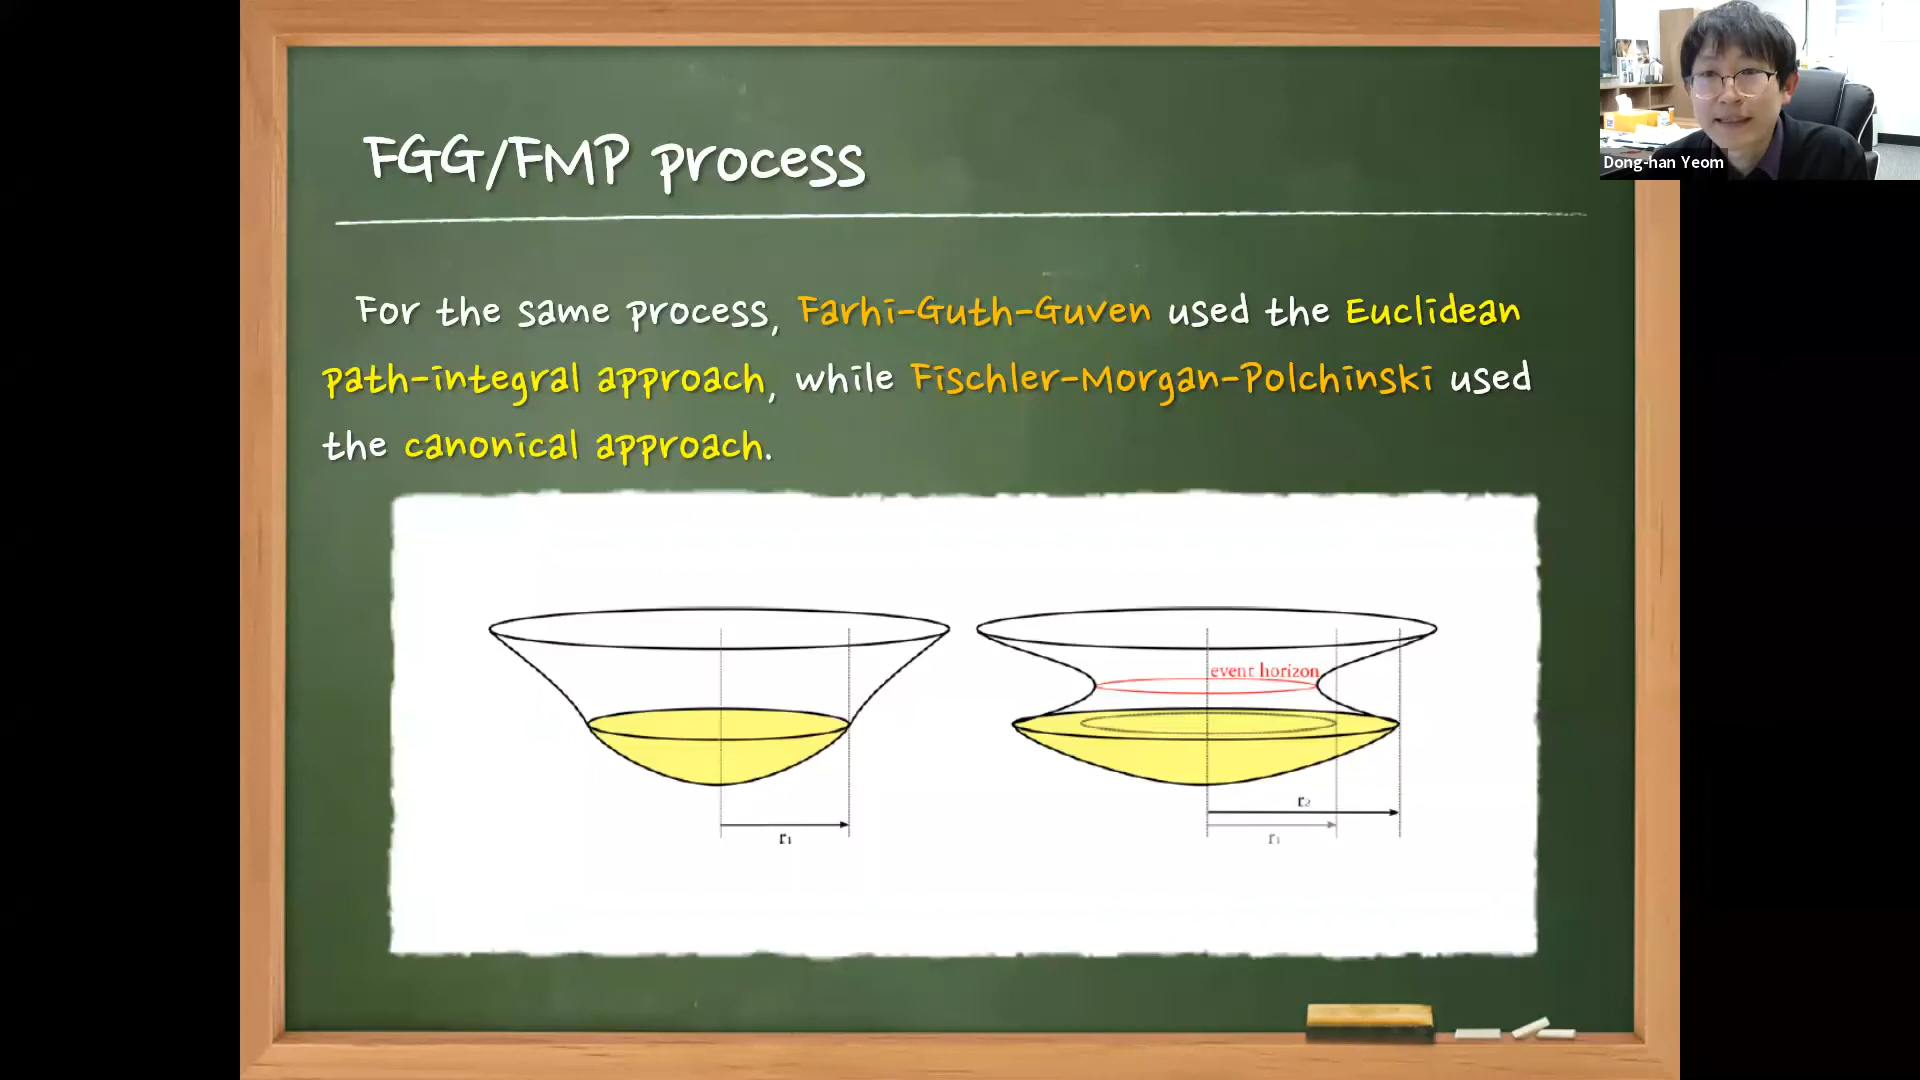 FGG/FMP process
Dong-han Yeom
For the same process, Farhi-Guth-Guven used the Euclidean
path-integral approach, while Fischler-Morgan-Polchinski used
the canonical approach.
event horizon
r₁
r₂
r₁